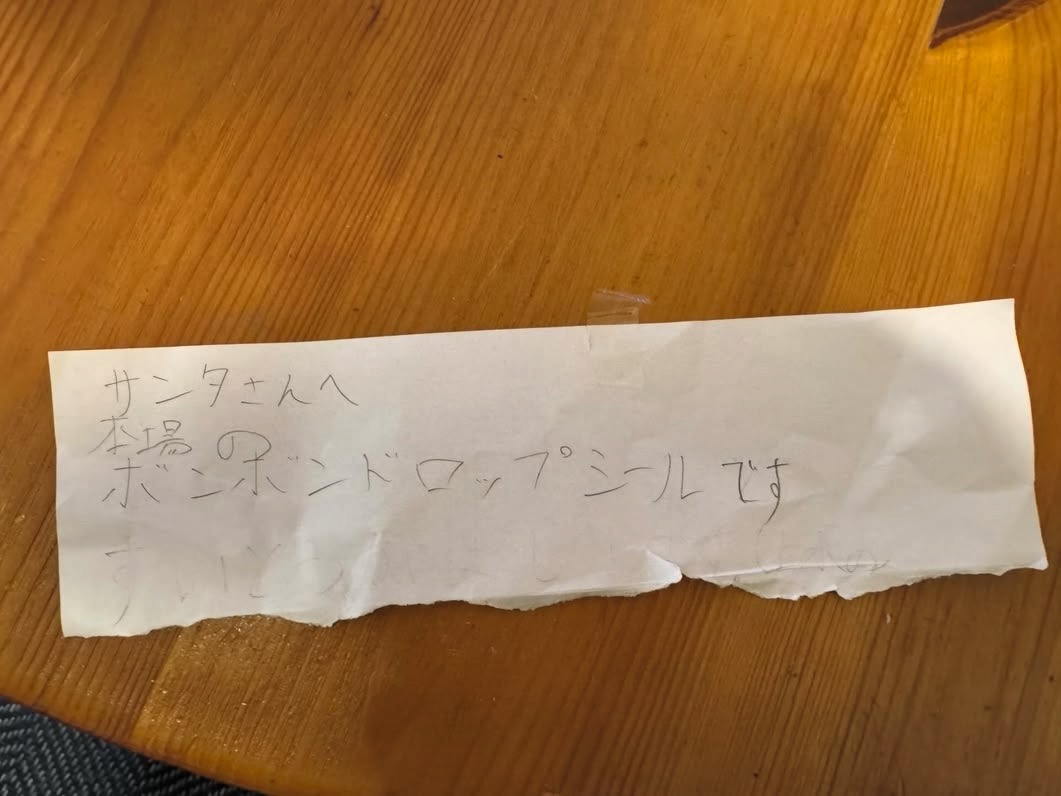 サンタさんへ
本場の
ボンボンドロップシールです